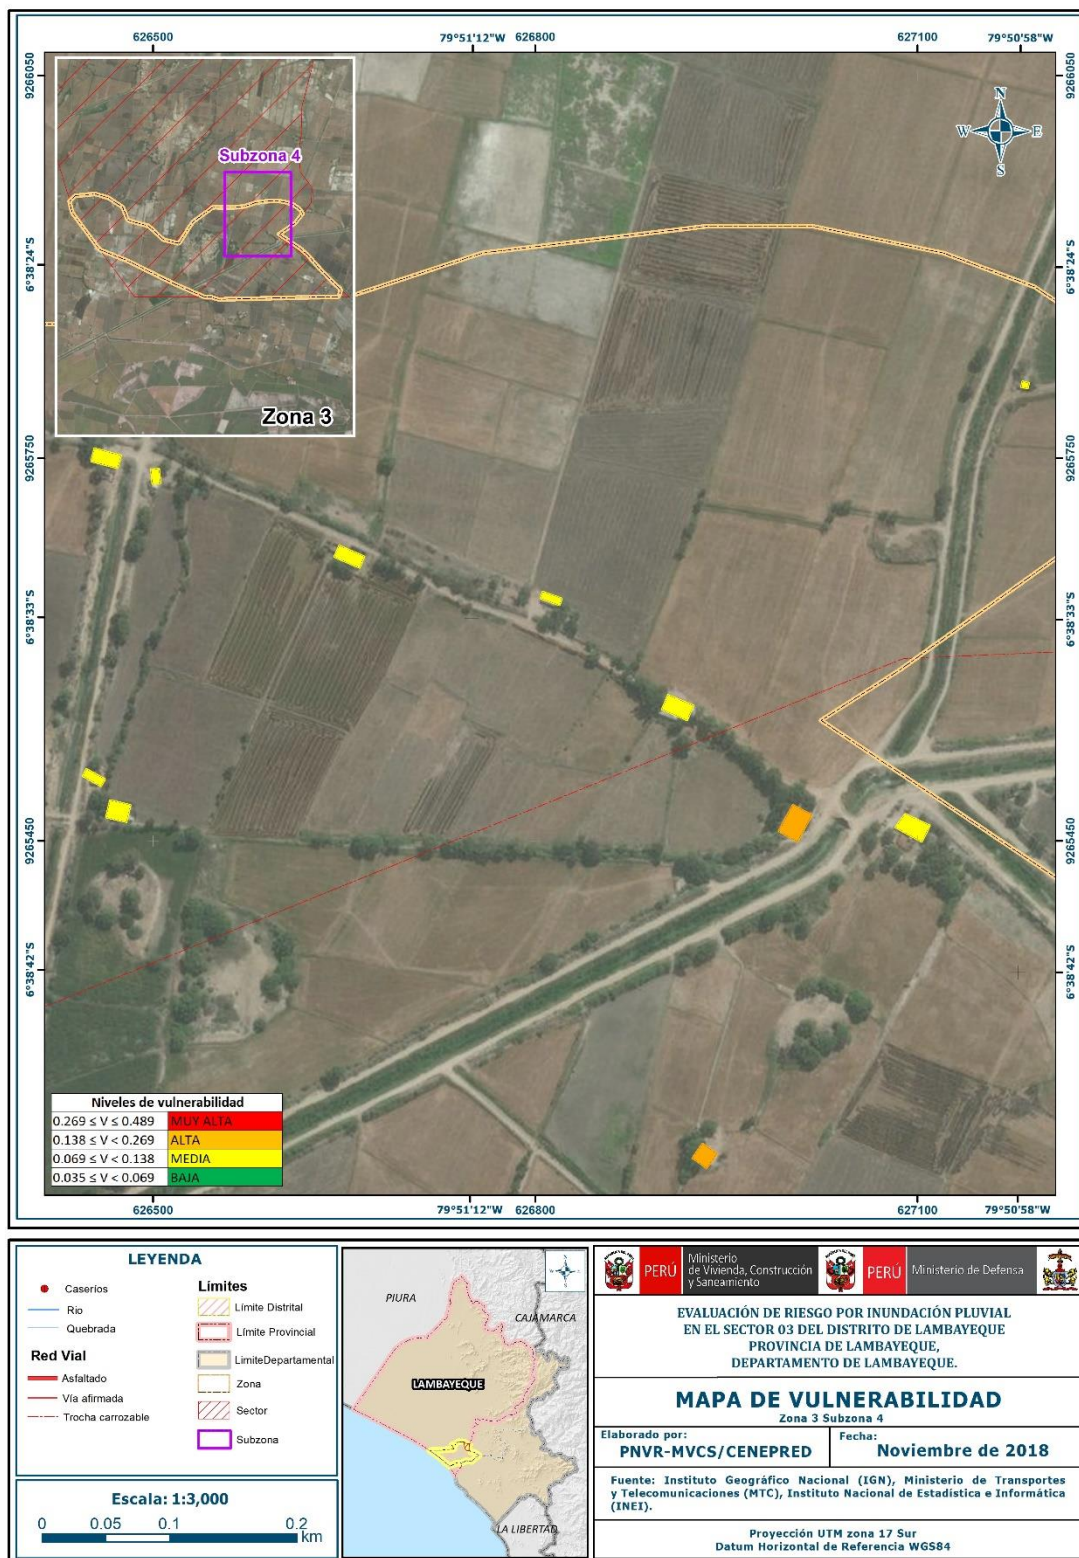 626500
79°51'12"W
626800
627100
79°50'58"W
9266050
9266050
N
W
E
S
Subzona 4
Zona 3
6°38'24"S
6°38'24"S
9265750
9265750
6°38'33"S
6°38'33"S
9265450
9265450
6°38'42"S
6°38'42"S
Niveles de vulnerabilidad
0.269 ≤ V ≤ 0.489 MUY ALTA
0.138 ≤ V < 0.269 ALTA
0.069 ≤ V < 0.138 MEDIA
0.035 ≤ V < 0.069 BAJA
626500
79°51'12"W
626800
627100
79°50'58"W
LEYENDA
Caseríos
Rio
Quebrada
Red Vial
Asfaltado
Vía afirmada
Trocha carrozable
Límites
Límite Distrital
Límite Provincial
LimiteDepartamental
Zona
Sector
Subzona
Escala: 1:3,000
0 0.05 0.1 0.2
km
PIURA
CAJAMARCA
LAMBAYEQUE
LA LIBERTAD
PERÚ
Ministerio
de Vivienda, Construcción
y Saneamiento
PERÚ
Ministerio de Defensa
EVALUACIÓN DE RIESGO POR INUNDACIÓN PLUVIAL
EN EL SECTOR 03 DEL DISTRITO DE LAMBAYEQUE
PROVINCIA DE LAMBAYEQUE,
DEPARTAMENTO DE LAMBAYEQUE.
MAPA DE VULNERABILIDAD
Zona 3 Subzona 4
Elaborado por:
PNVR-MVCS/CENEPRED
Fecha:
Noviembre de 2018
Fuente: Instituto Geográfico Nacional (IGN), Ministerio de Transportes
y Telecomunicaciones (MTC), Instituto Nacional de Estadística e Informática
(INEI).
Proyección UTM zona 17 Sur
Datum Horizontal de Referencia WGS84